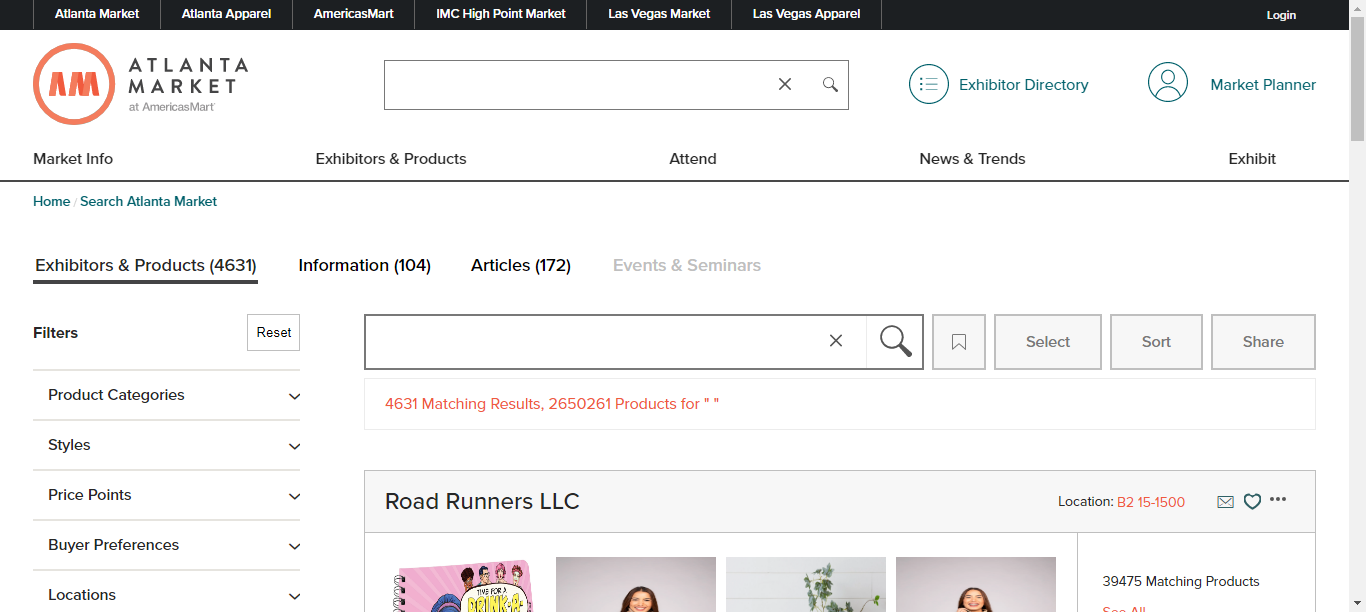 Atlanta Market
Atlanta Apparel
AmericasMart
IMC High Point Market
Las Vegas Market
Las Vegas Apparel
Login
AM
ATLANTA
MARKET
at AmericasMart
Exhibitor Directory
Market Planner
Market Info
Exhibitors & Products
Attend
News & Trends
Exhibit
Home / Search Atlanta Market
Exhibitors & Products (4631)
Information (104)
Articles (172)
Events & Seminars
Filters
Reset
Select
Sort
Share
4631 Matching Results, 2650261 Products for " "
Product Categories
Styles
Price Points
Buyer Preferences
Locations
Road Runners LLC
Location: B2 15-1500
TIME FOR A
DRINK-A-
39475 Matching Products
See All